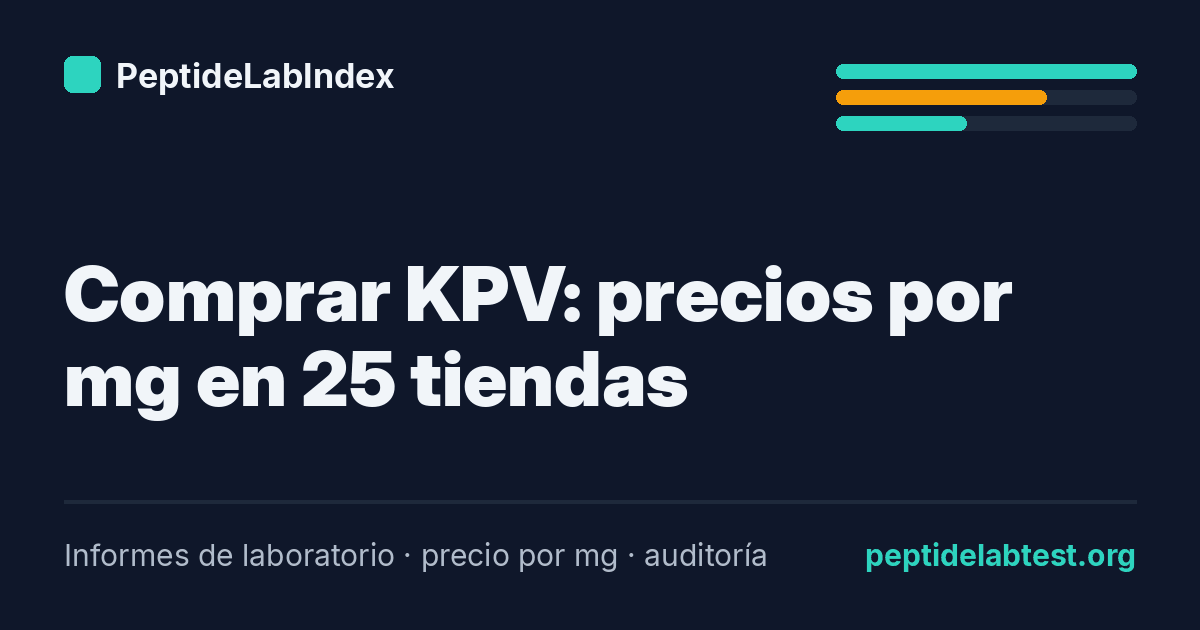 PeptideLabIndex
Comprar KPV: precios por
mg en 25 tiendas
Informes de laboratorio · precio por mg · auditoría
peptidelabtest.org